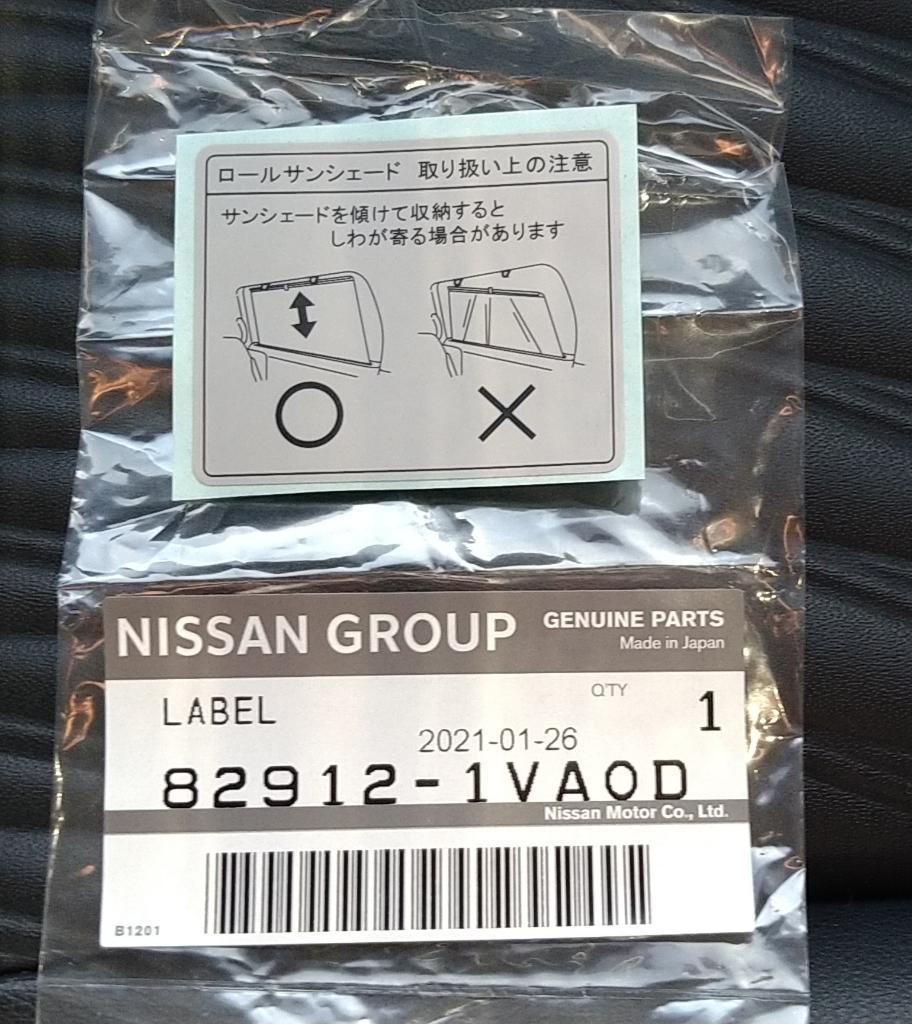 ロールサンシェード 取り扱い上の注意
サンシェードを傾けて収納すると
しわが寄る場合があります
NISSAN GROUP
GENUINE PARTS
Made in Japan
LABEL
QTY
1
2021-01-26
82912-1VA0D
Nissan Motor Co., Ltd.
B1201